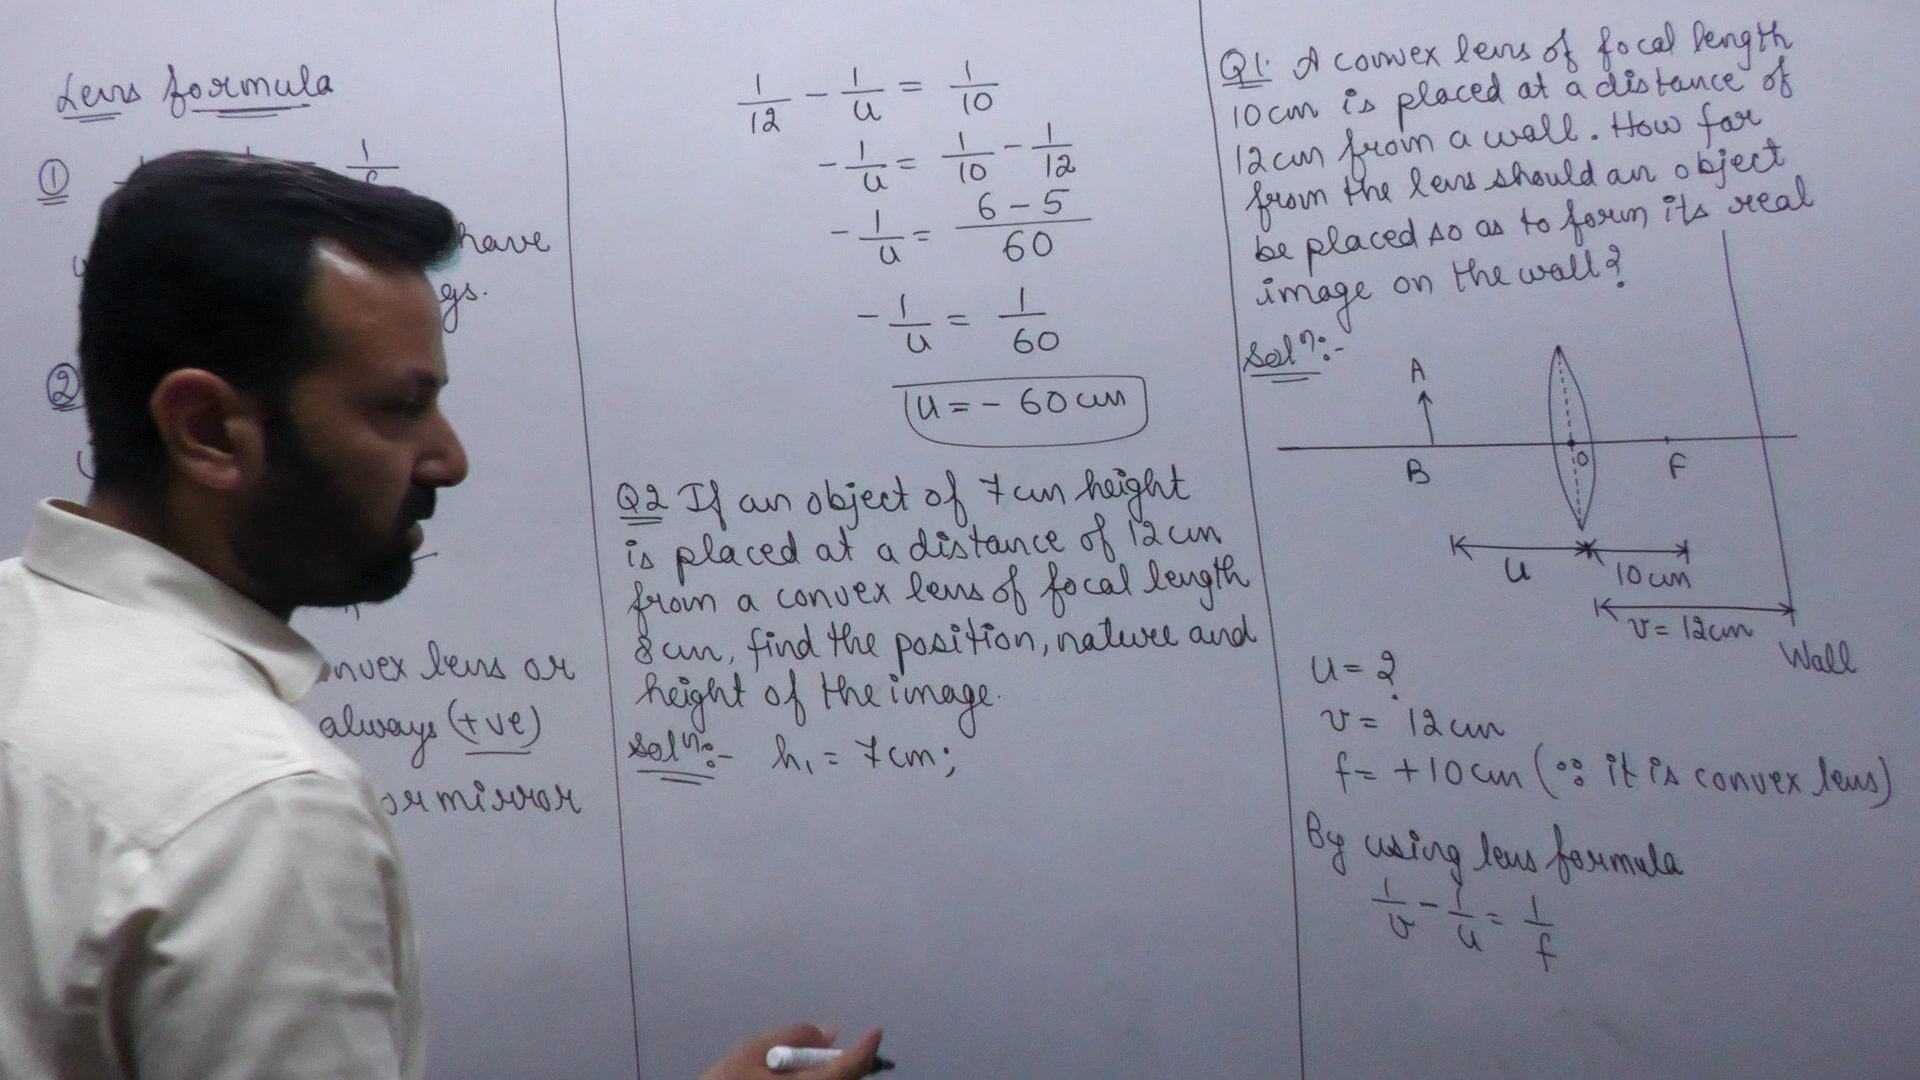 Lens formula
①
1/f
have
gs.
②
nvex lens or
always (+ve)
or mirror
1/12 - 1/u = 1/10
- 1/u = 1/10 - 1/12
- 1/u = 6 - 5/60
- 1/u = 1/60
u = - 60 cm
Q2 If an object of 7 cm height
is placed at a distance of 12 cm
from a convex lens of focal length
8 cm, find the position, nature and
height of the image.
Solⁿ:- h₁ = 7 cm;
Q1. A convex lens of focal length
10 cm is placed at a distance of
12 cm from a wall. How far
from the lens should an object
be placed so as to form its real
image on the wall?
Solⁿ:-
A
B
O
F
u
10 cm
v = 12 cm
Wall
u = ?
v = 12 cm
f = + 10 cm (∵ it is convex lens)
By using lens formula
1/v - 1/u = 1/f